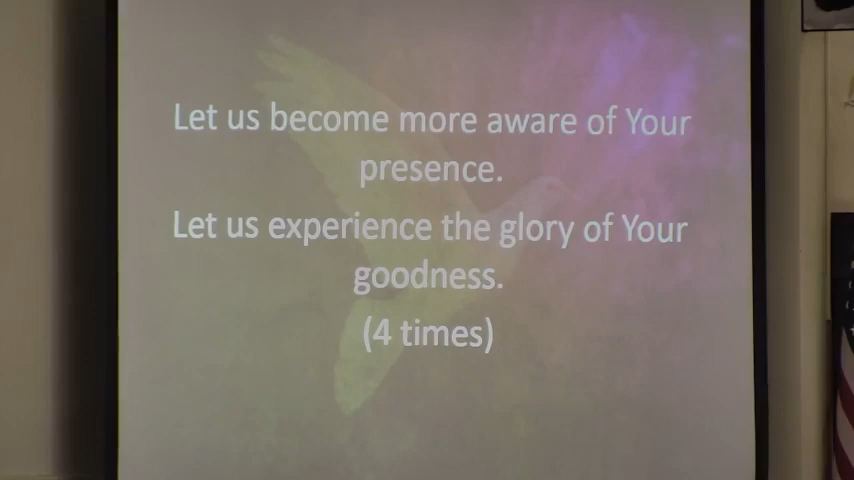 Let us become more aware of Your
presence.
Let us experience the glory of Your
goodness.
(4 times)